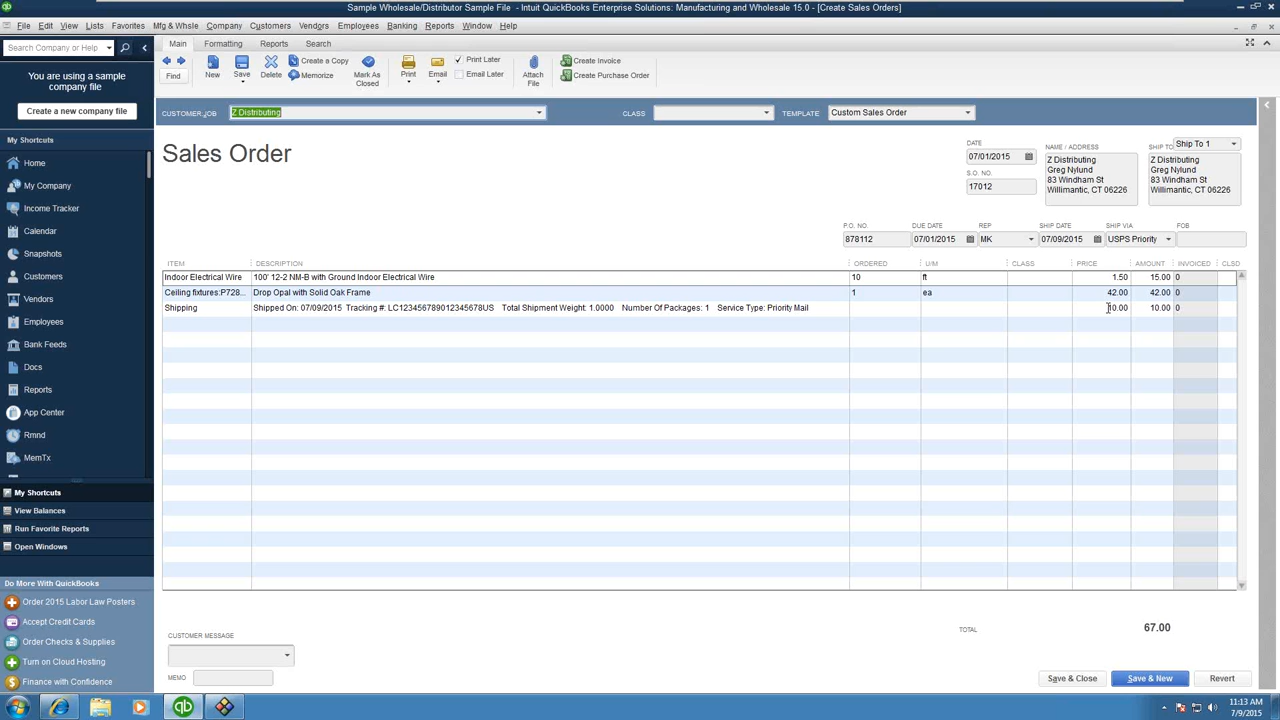 Sample Wholesale/Distributor Sample File - Intuit QuickBooks Enterprise Solutions: Manufacturing and Wholesale 15.0 - [Create Sales Orders]
File Edit View Lists Favorites Mfg & Whsle Company Customers Vendors Employees Banking Reports Window Help
Search Company or Help
Main Formatting Reports Search
Find
New
Save
Delete
Create a Copy
Memorize
Mark As
Closed
Print
Email
Print Later
Email Later
Attach
File
Create Invoice
Create Purchase Order
You are using a sample
company file
Create a new company file
My Shortcuts
Home
My Company
Income Tracker
Calendar
Snapshots
Customers
Vendors
Employees
Bank Feeds
Docs
Reports
App Center
Rmnd
MemTx
My Shortcuts
View Balances
Run Favorite Reports
Open Windows
Do More With QuickBooks
Order 2015 Labor Law Posters
Accept Credit Cards
Order Checks & Supplies
Turn on Cloud Hosting
Finance with Confidence
CUSTOMER:JOB Z Distributing CLASS TEMPLATE Custom Sales Order
Sales Order
DATE
07/01/2015
S.O. NO.
17012
NAME / ADDRESS
Z Distributing
Greg Nylund
83 Windham St
Willimantic, CT 06226
SHIP TO Ship To 1
Z Distributing
Greg Nylund
83 Windham St
Willimantic, CT 06226
P.O. NO. DUE DATE REP SHIP DATE SHIP VIA FOB
878112 07/01/2015 MK 07/09/2015 USPS Priority
ITEM DESCRIPTION ORDERED U/M CLASS PRICE AMOUNT INVOICED CLSD
Indoor Electrical Wire 100' 12-2 NM-B with Ground Indoor Electrical Wire 10 ft 1.50 15.00 0
Ceiling fixtures:P728... Drop Opal with Solid Oak Frame 1 ea 42.00 42.00 0
Shipping Shipped On: 07/09/2015 Tracking #: LC123456789012345678US Total Shipment Weight: 1.0000 Number Of Packages: 1 Service Type: Priority Mail 10.00 10.00 0
TOTAL 67.00
CUSTOMER MESSAGE
MEMO
Save & Close Save & New Revert
11:13 AM
7/9/2015